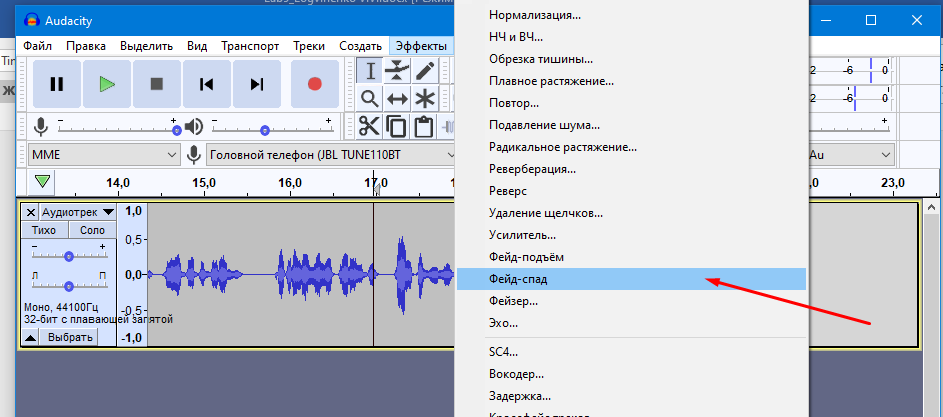 Audacity
Файл Правка Выделить Вид Транспорт Треки Создать Эффекты
Нормализация...
НЧ и ВЧ...
Обрезка тишины...
Плавное растяжение...
Повтор...
Подавление шума...
Радикальное растяжение...
Реверберация...
Реверс
Удаление щелчков...
Усилитель...
Фейд-подъём
Фейд-спад
Фейзер...
Эхо...
SC4...
Вокодер...
Задержка...
2 -6 0
2 -6 0
- +
- +
MME
Головной телефон (JBL TUNE110BT
Au
14,0 15,0 16,0 17,0 23,0
Аудиотрек
Тихо Соло
- +
Л П
Моно, 44100Гц
32-бит с плавающей запятой
Выбрать
1,0
0,5
0,0
-0,5
-1,0